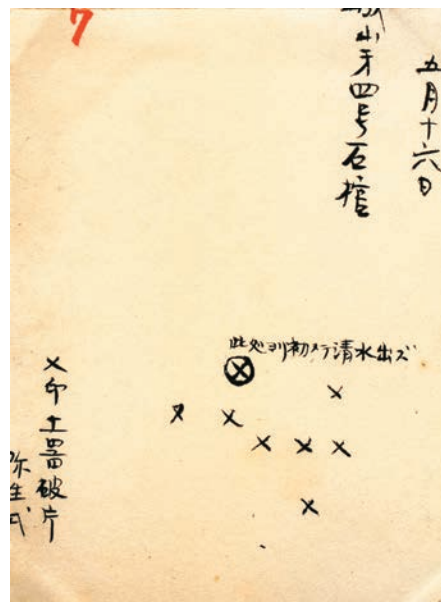 7
五月十六日
山才四号石棺
此処ヨリ初メテ清水出ズ
×印土器破片
弥生式